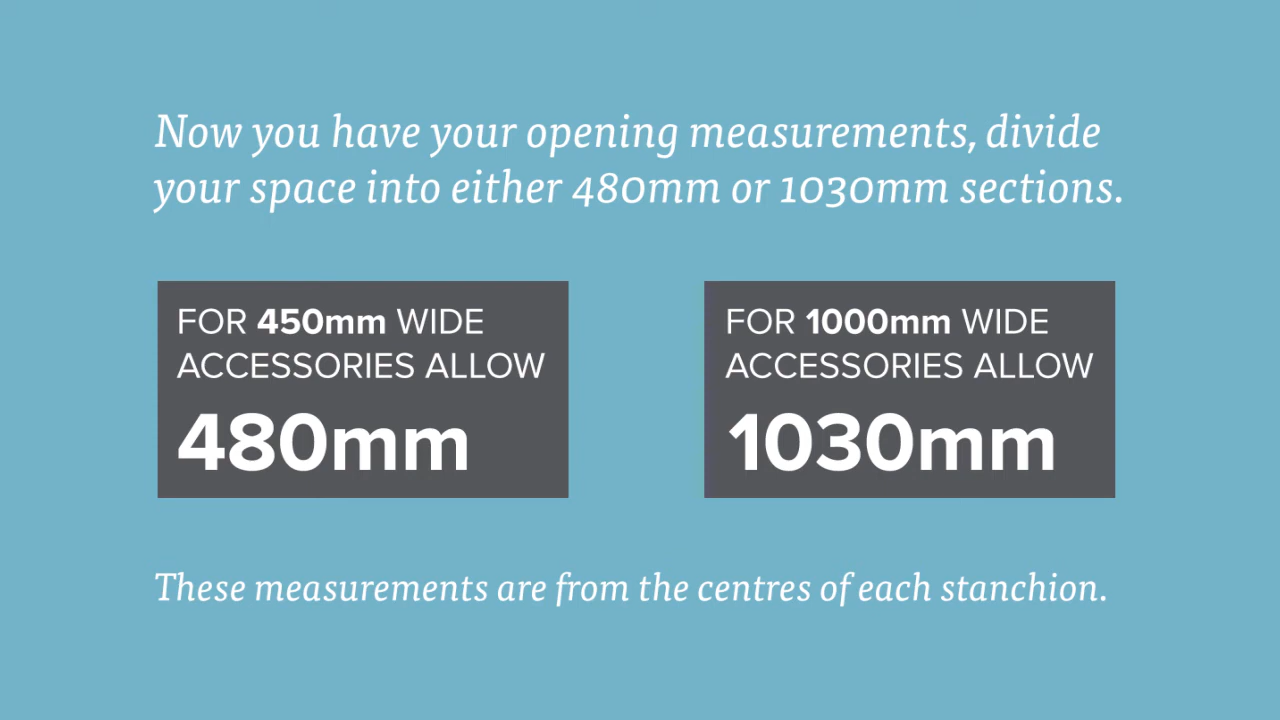 Now you have your opening measurements, divide
your space into either 480mm or 1030mm sections.
FOR 450mm WIDE
ACCESSORIES ALLOW
480mm
FOR 1000mm WIDE
ACCESSORIES ALLOW
1030mm
These measurements are from the centres of each stanchion.